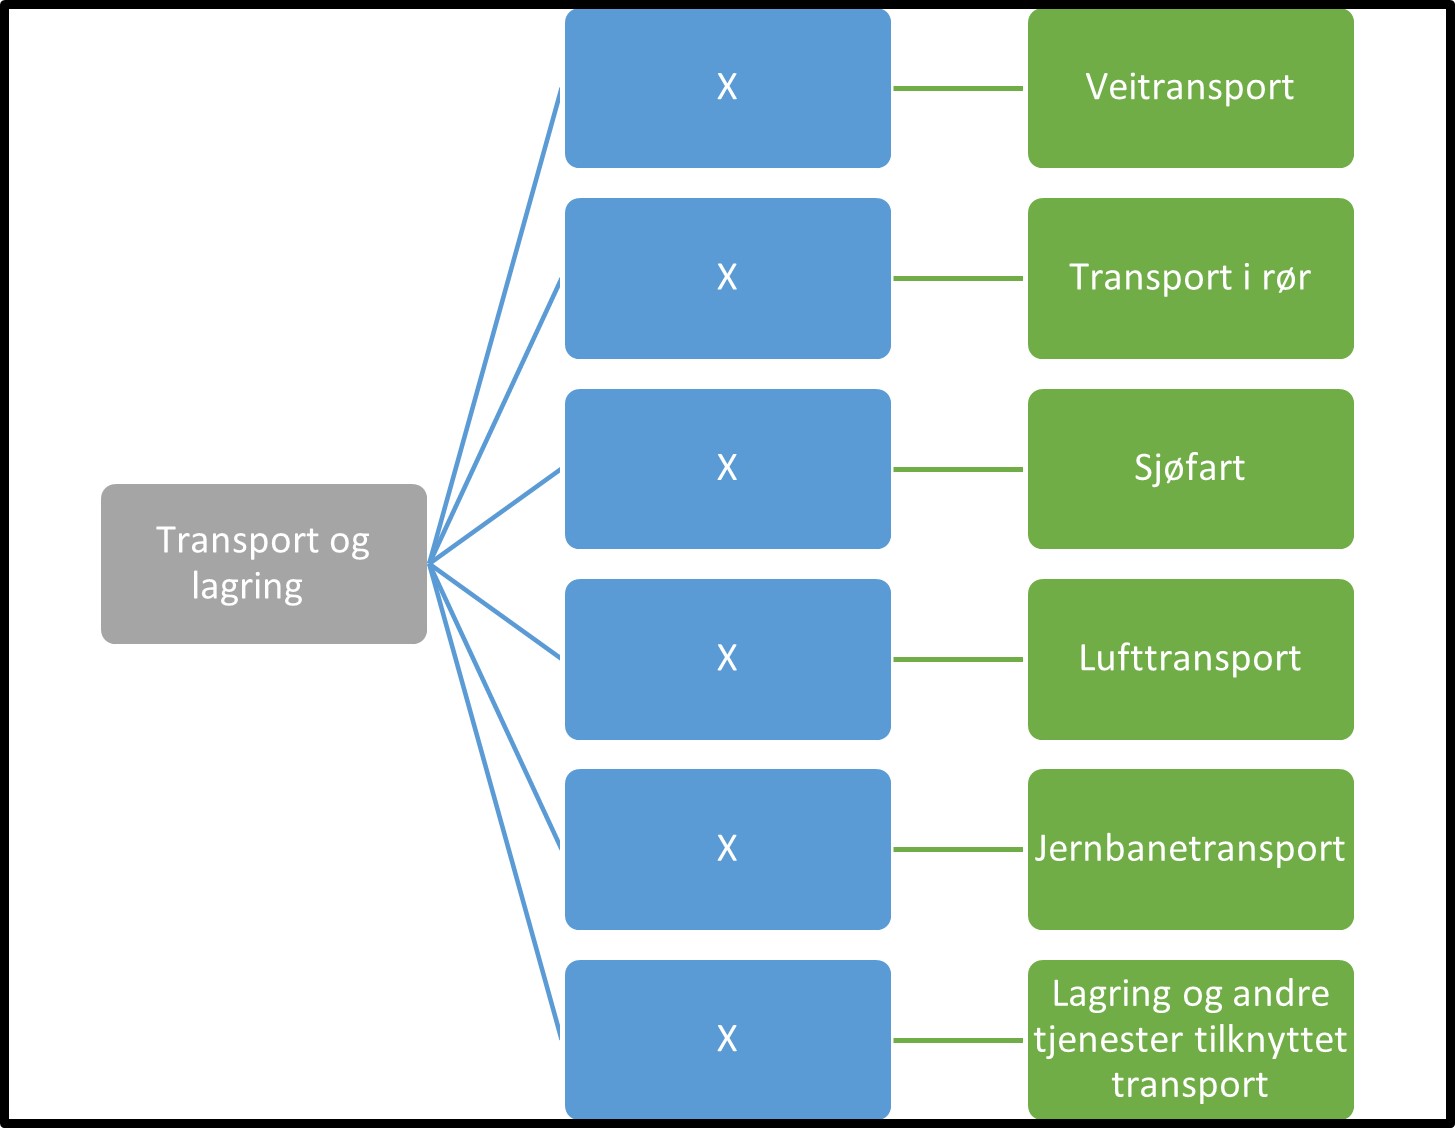 X
Veitransport
X
Transport i rør
X
Sjøfart
Transport og
lagring
X
Lufttransport
X
Jernbanetransport
X
Lagring og andre
tjenester tilknyttet
transport